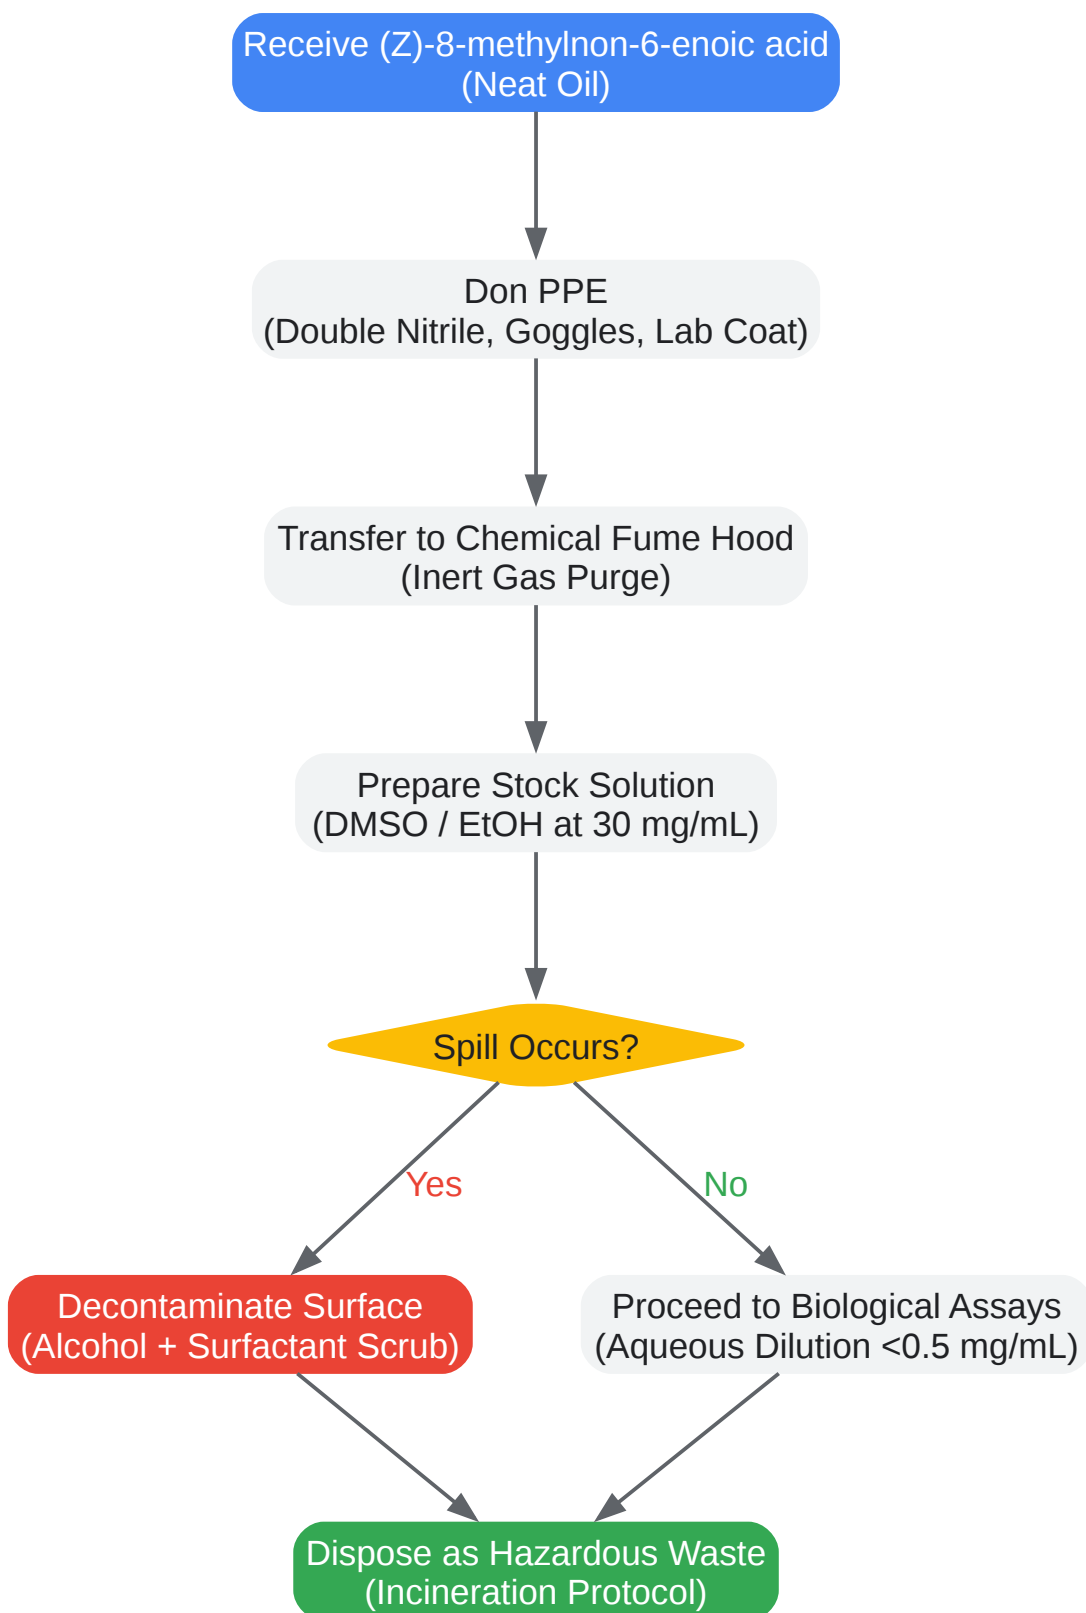 Receive (Z)-8-methylnon-6-enoic acid
(Neat Oil)
Don PPE
(Double Nitrile, Goggles, Lab Coat)
Transfer to Chemical Fume Hood
(Inert Gas Purge)
Prepare Stock Solution
(DMSO / EtOH at 30 mg/mL)
Spill Occurs?
Yes
No
Decontaminate Surface
(Alcohol + Surfactant Scrub)
Proceed to Biological Assays
(Aqueous Dilution <0.5 mg/mL)
Dispose as Hazardous Waste
(Incineration Protocol)